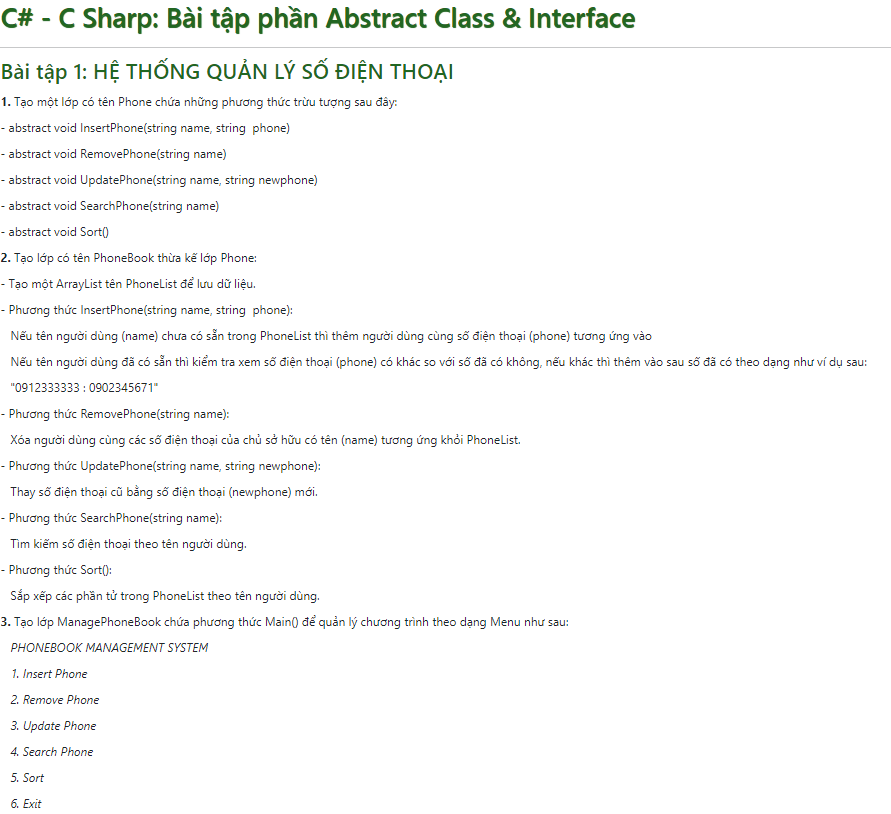 C# - C Sharp: Bài tập phần Abstract Class & Interface
Bài tập 1: HỆ THỐNG QUẢN LÝ SỐ ĐIỆN THOẠI
1. Tạo một lớp có tên Phone chứa những phương thức trừu tượng sau đây:
- abstract void InsertPhone(string name, string  phone)
- abstract void RemovePhone(string name)
- abstract void UpdatePhone(string name, string newphone)
- abstract void SearchPhone(string name)
- abstract void Sort()
2. Tạo lớp có tên PhoneBook thừa kế lớp Phone:
- Tạo một ArrayList tên PhoneList để lưu dữ liệu.
- Phương thức InsertPhone(string name, string  phone):
Nếu tên người dùng (name) chưa có sẵn trong PhoneList thì thêm người dùng cùng số điện thoại (phone) tương ứng vào
Nếu tên người dùng đã có sẵn thì kiểm tra xem số điện thoại (phone) có khác so với số đã có không, nếu khác thì thêm vào sau số đã có theo dạng như ví dụ sau:
"0912333333 : 0902345671"
- Phương thức RemovePhone(string name):
Xóa người dùng cùng các số điện thoại của chủ sở hữu có tên (name) tương ứng khỏi PhoneList.
- Phương thức UpdatePhone(string name, string newphone):
Thay số điện thoại cũ bằng số điện thoại (newphone) mới.
- Phương thức SearchPhone(string name):
Tìm kiếm số điện thoại theo tên người dùng.
- Phương thức Sort():
Sắp xếp các phần tử trong PhoneList theo tên người dùng.
3. Tạo lớp ManagePhoneBook chứa phương thức Main() để quản lý chương trình theo dạng Menu như sau:
PHONEBOOK MANAGEMENT SYSTEM
1. Insert Phone
2. Remove Phone
3. Update Phone
4. Search Phone
5. Sort
6. Exit